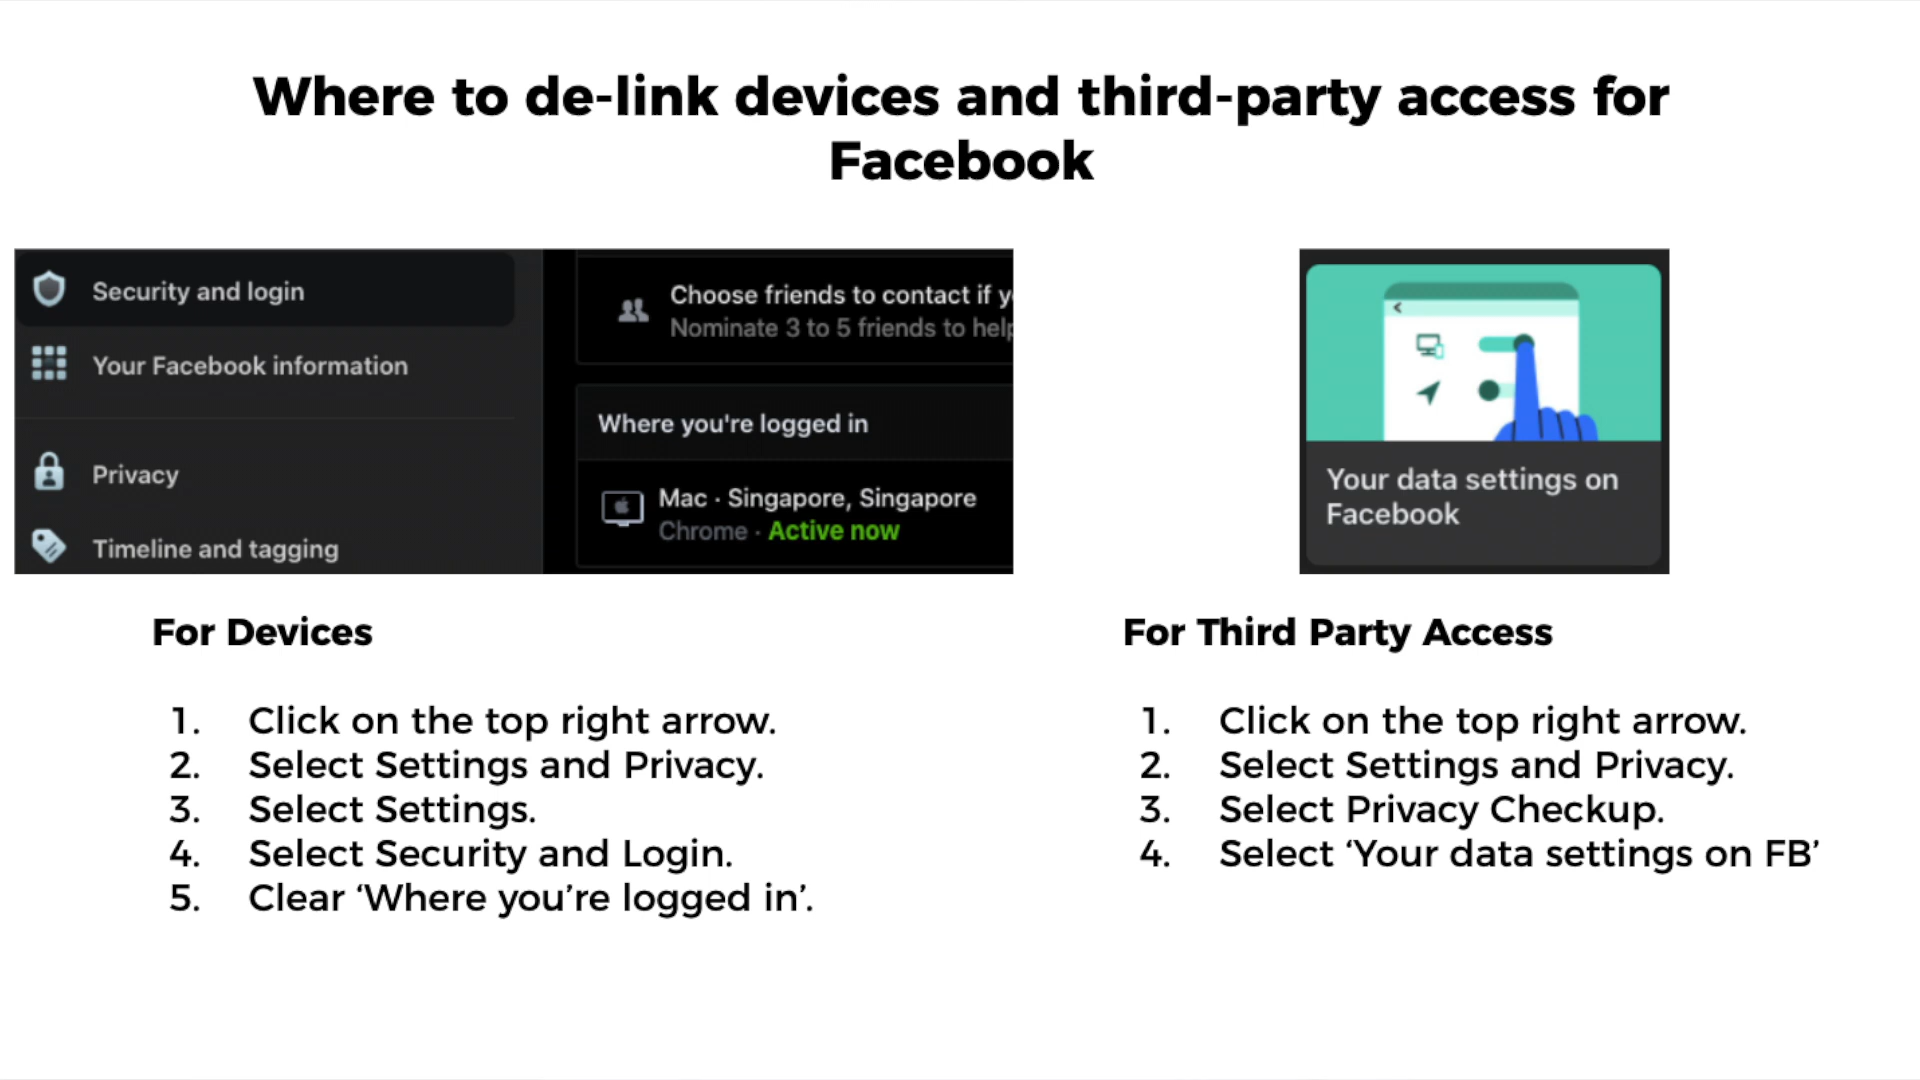 Where to de-link devices and third-party access for
Facebook
Security and login
Your Facebook information
Privacy
Timeline and tagging
Choose friends to contact if y
Nominate 3 to 5 friends to help
Where you're logged in
Mac · Singapore, Singapore
Chrome · Active now
Your data settings on
Facebook
For Devices
1. Click on the top right arrow.
2. Select Settings and Privacy.
3. Select Settings.
4. Select Security and Login.
5. Clear ‘Where you’re logged in’.
For Third Party Access
1. Click on the top right arrow.
2. Select Settings and Privacy.
3. Select Privacy Checkup.
4. Select ‘Your data settings on FB’